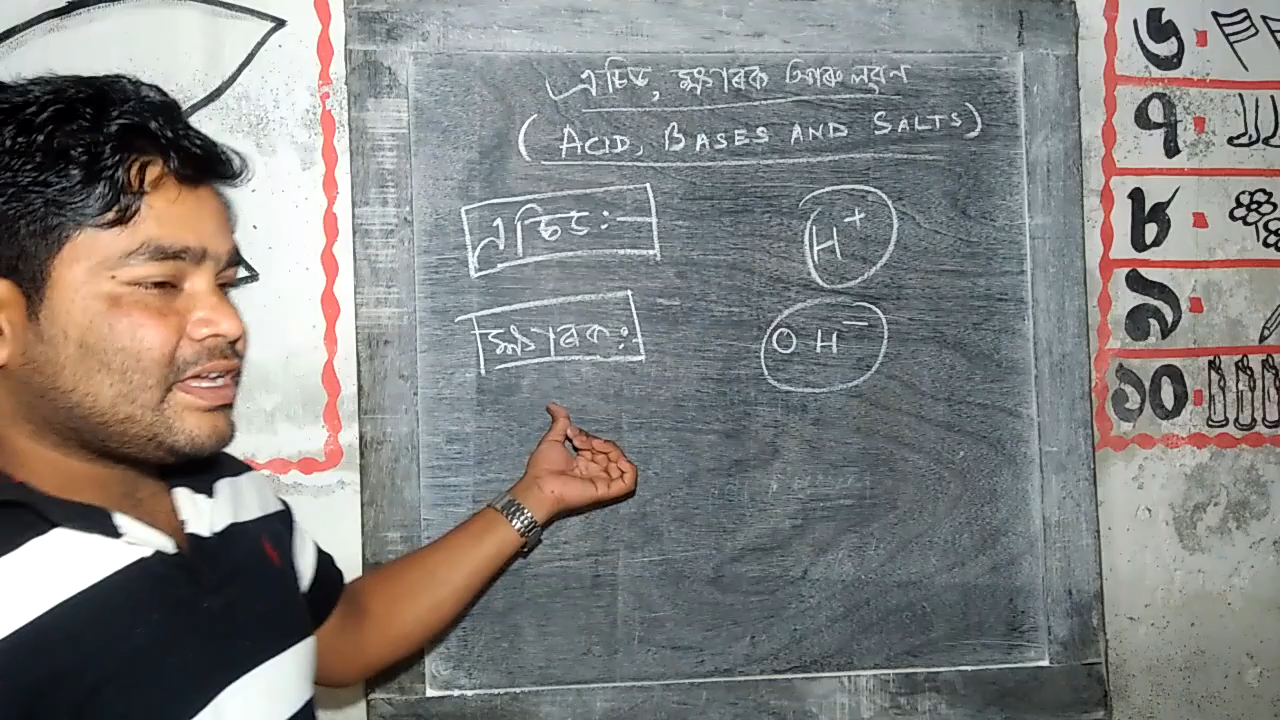 এচিড, ক্ষাৰক আৰু লৱণ
(ACID, BASES AND SALTS)
এচিড:-
H+
ক্ষাৰক:-
OH-
৬
৭
৮
৯
১০